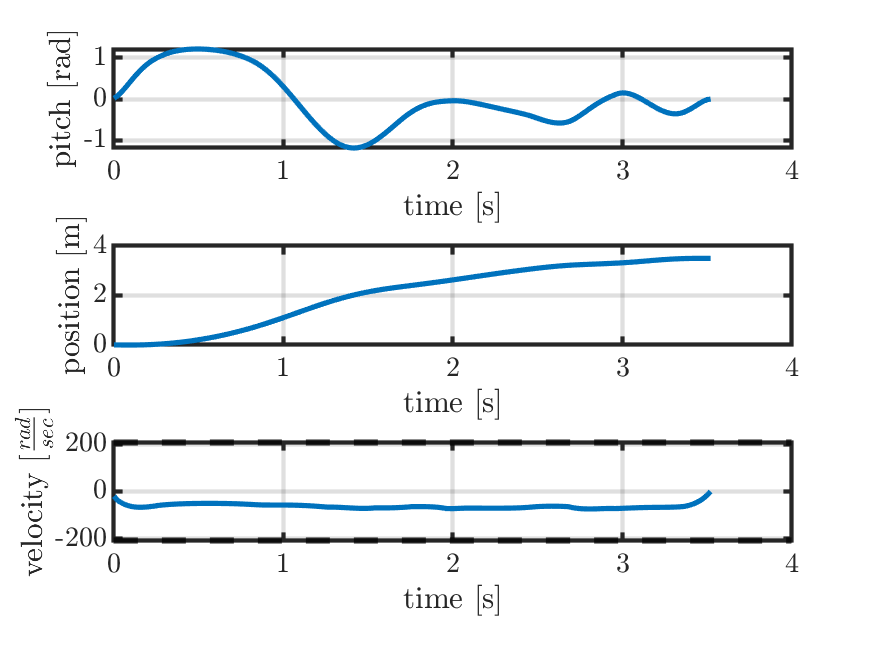 pitch [rad]
1
0
-1
0 1 2 3 4
time [s]
position [m]
4
2
0
0 1 2 3 4
time [s]
velocity [rad/sec]
200
0
-200
0 1 2 3 4
time [s]